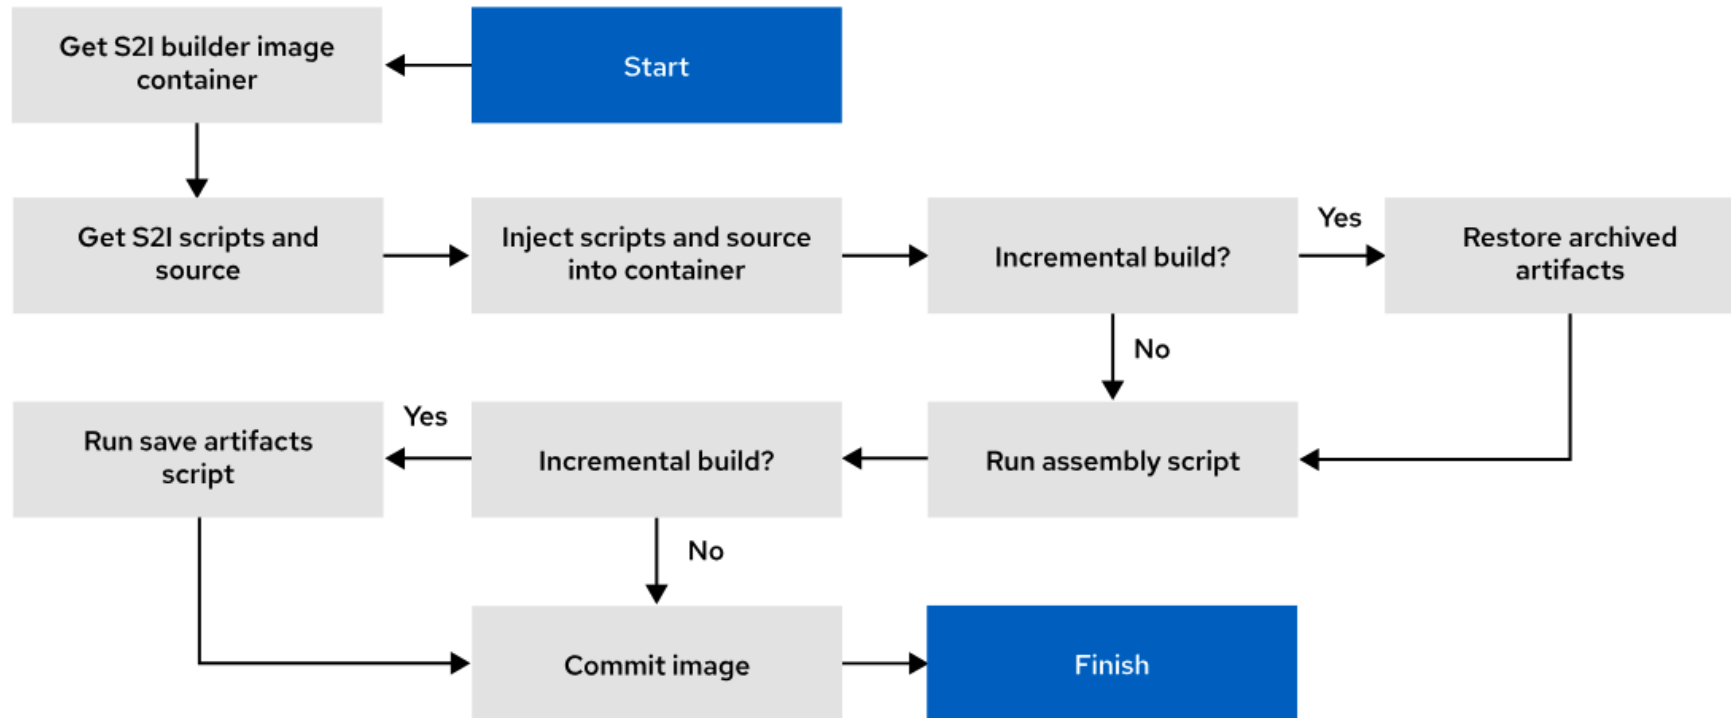 Get S2I builder image
container
Start
Get S2I scripts and
source
Inject scripts and source
into container
Incremental build?
Yes
Restore archived
artifacts
No
Run save artifacts
script
Yes
Incremental build?
Run assembly script
No
Commit image
Finish